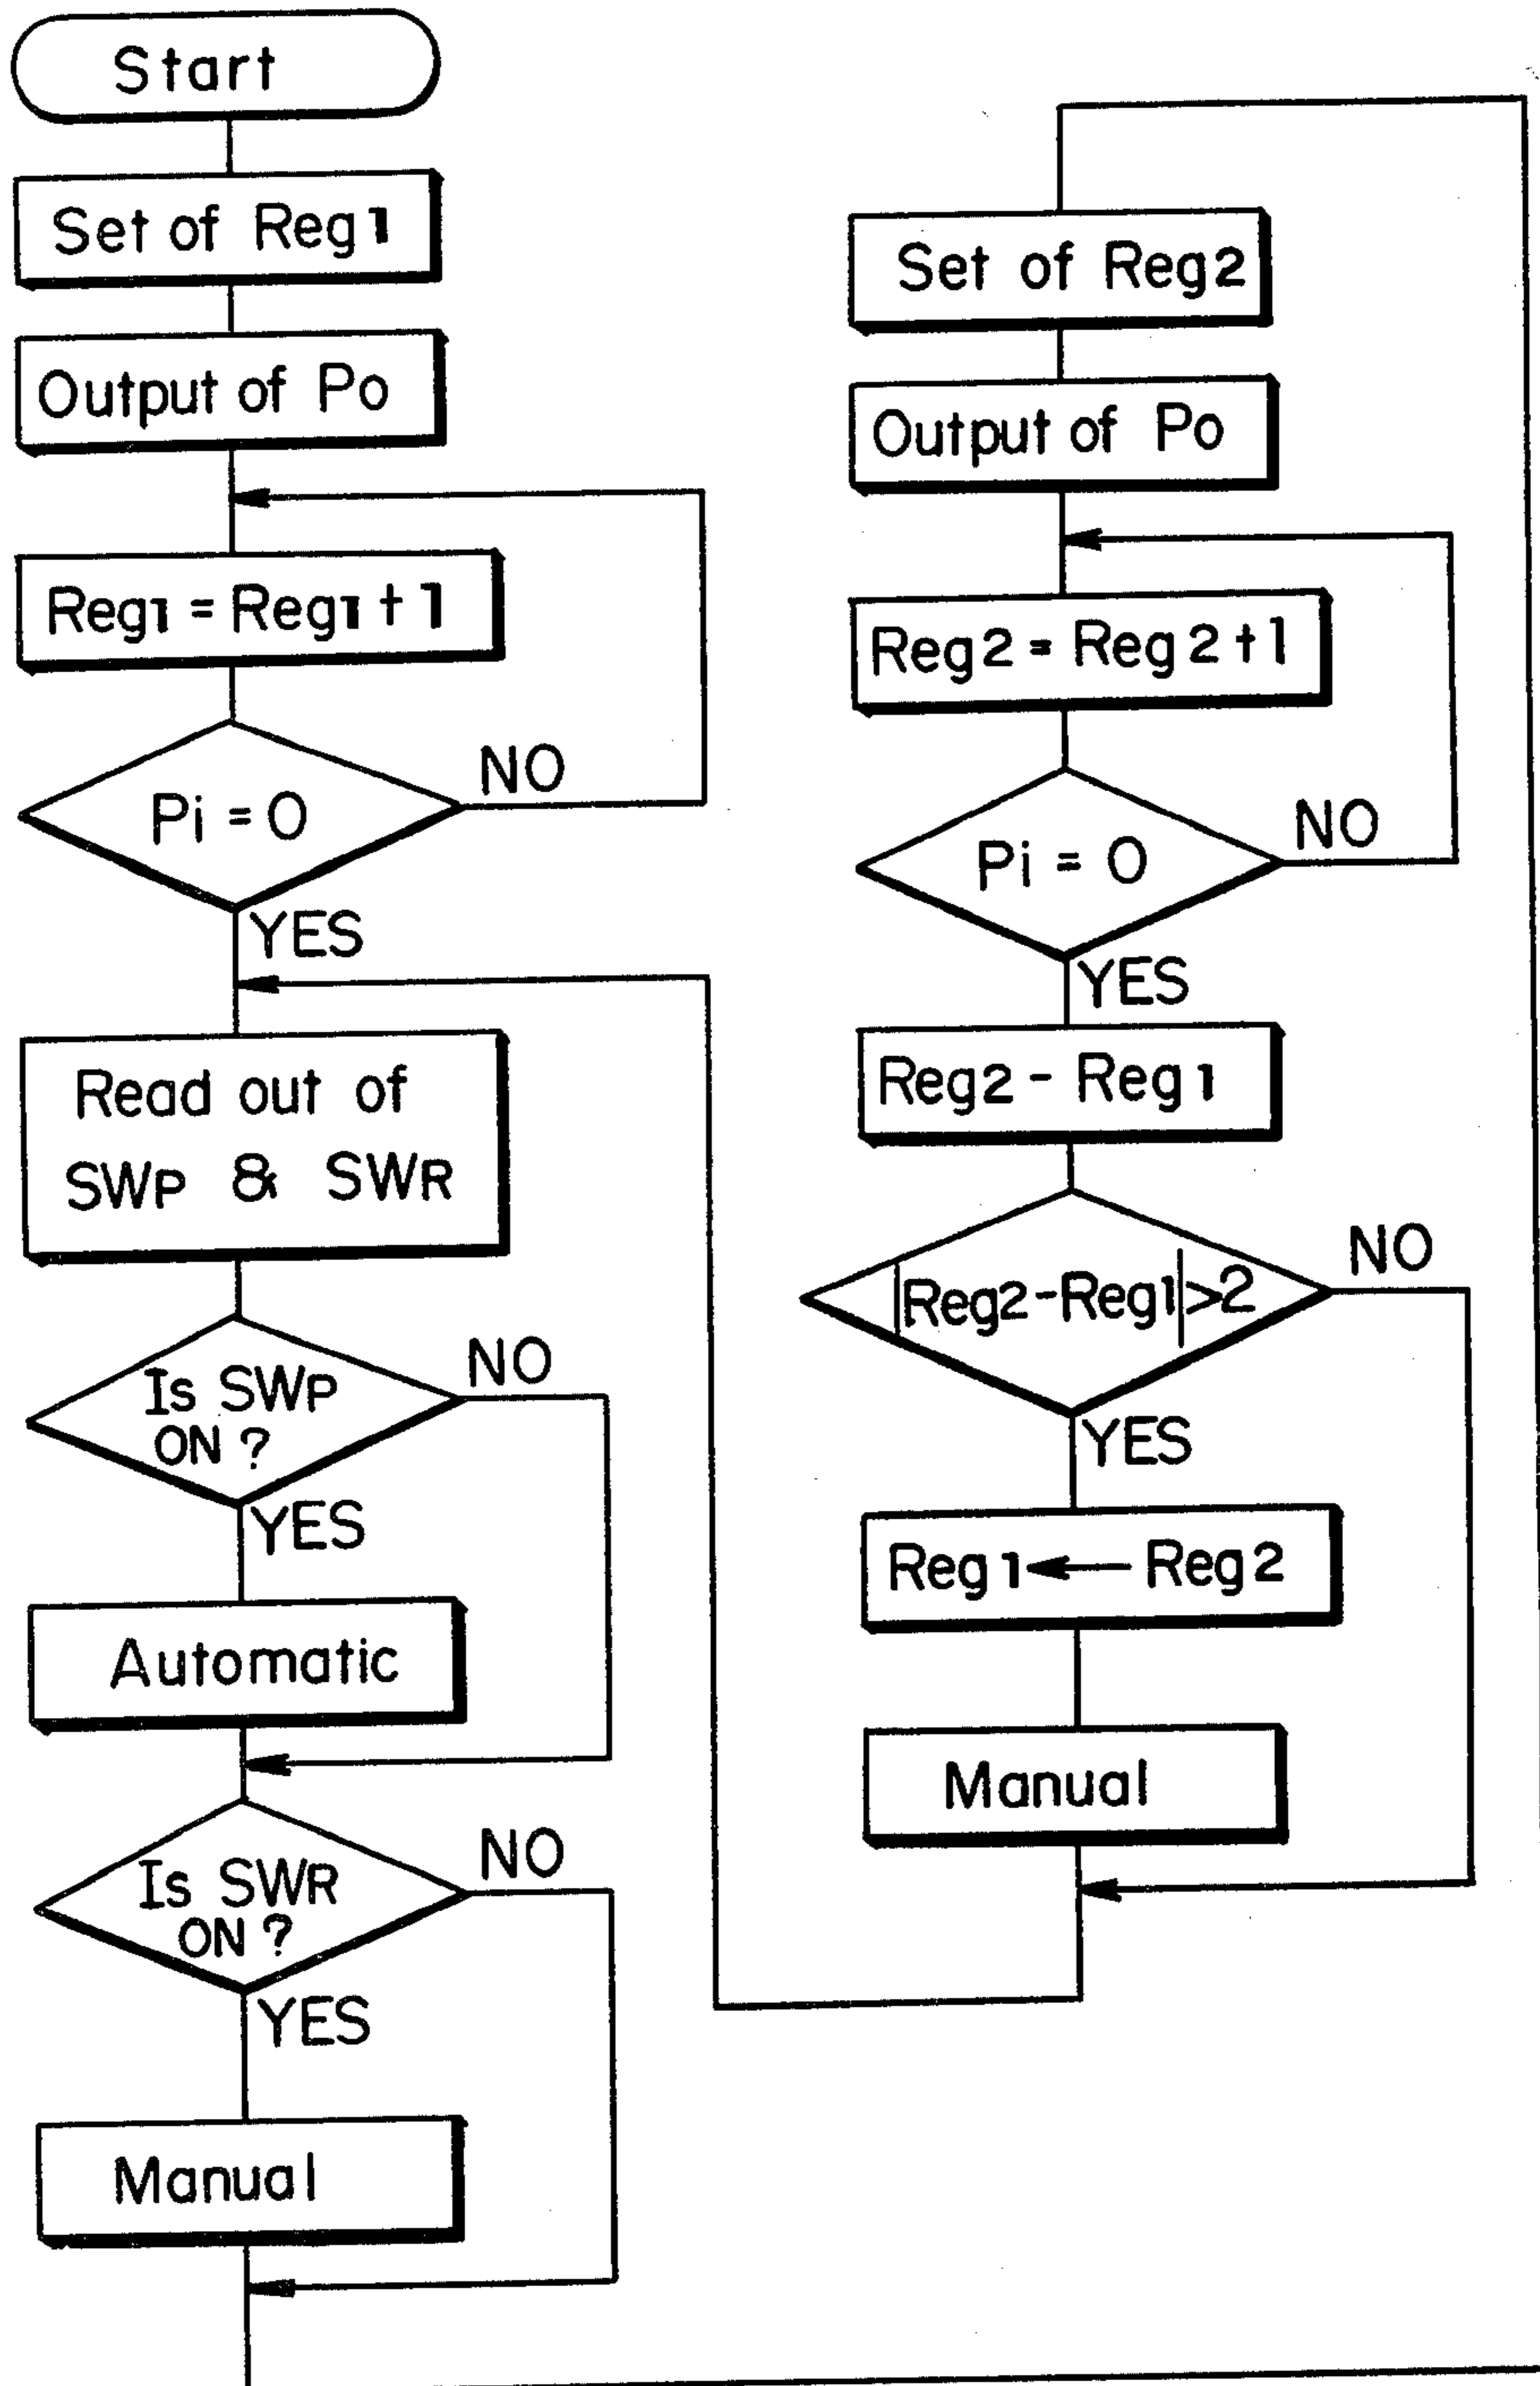 Start
Set of Reg1
Output of Po
Reg1 = Reg1 + 1
Pi = 0
NO
YES
Read out of
SWP & SWR
Is SWP
ON ?
NO
YES
Automatic
Is SWR
ON ?
NO
YES
Manual
Set of Reg2
Output of Po
Reg2 = Reg2 + 1
Pi = 0
NO
YES
Reg2 - Reg1
|Reg2 - Reg1| > 2
NO
YES
Reg1 ← Reg2
Manual